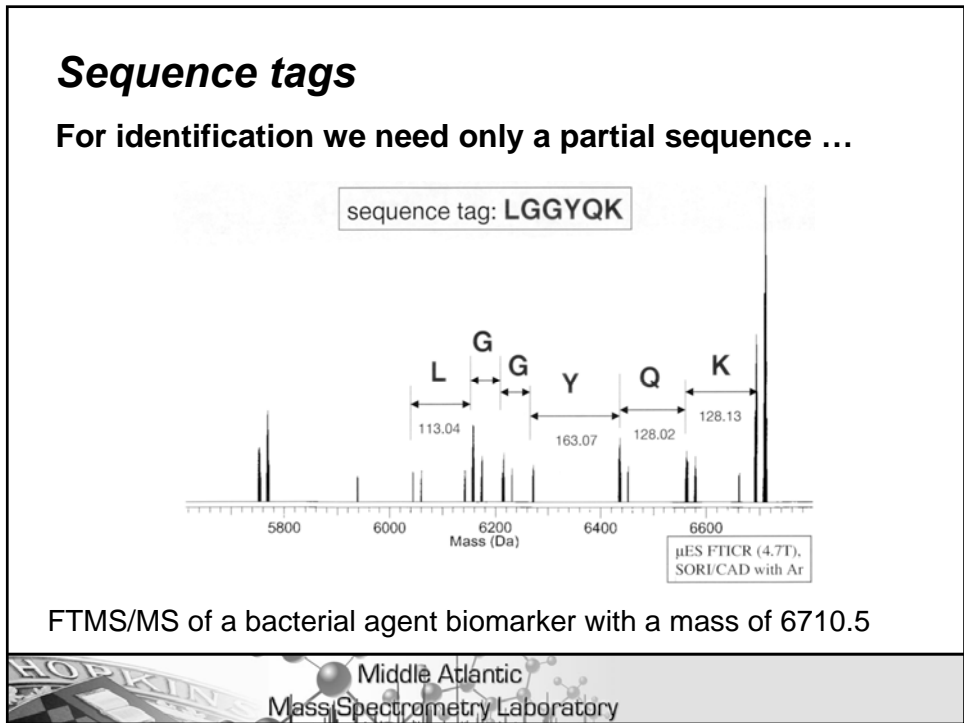 Sequence tags
For identification we need only a partial sequence …
sequence tag: LGGYQK
G
L G Y Q K
113.04 163.07 128.02 128.13
5800 6000 6200 6400 6600
Mass (Da)
µES FTICR (4.7T),
SORI/CAD with Ar
FTMS/MS of a bacterial agent biomarker with a mass of 6710.5
HOPKINS
Middle Atlantic
Mass Spectrometry Laboratory